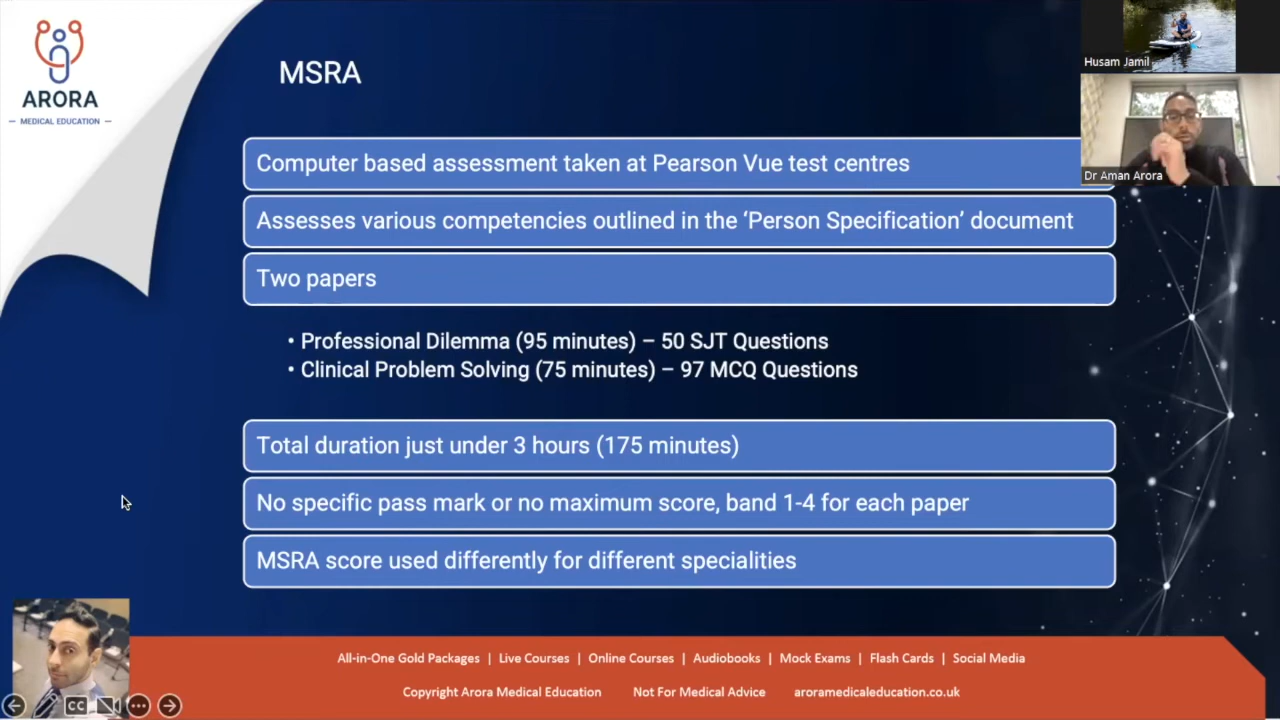 ARORA
MEDICAL EDUCATION
MSRA
Husam Jamil
Dr Aman Arora
Computer based assessment taken at Pearson Vue test centres
Assesses various competencies outlined in the ‘Person Specification’ document
Two papers
• Professional Dilemma (95 minutes) – 50 SJT Questions
• Clinical Problem Solving (75 minutes) – 97 MCQ Questions
Total duration just under 3 hours (175 minutes)
No specific pass mark or no maximum score, band 1-4 for each paper
MSRA score used differently for different specialities
All-in-One Gold Packages | Live Courses | Online Courses | Audiobooks | Mock Exams | Flash Cards | Social Media
Copyright Arora Medical Education Not For Medical Advice aroramedicaleducation.co.uk
CC